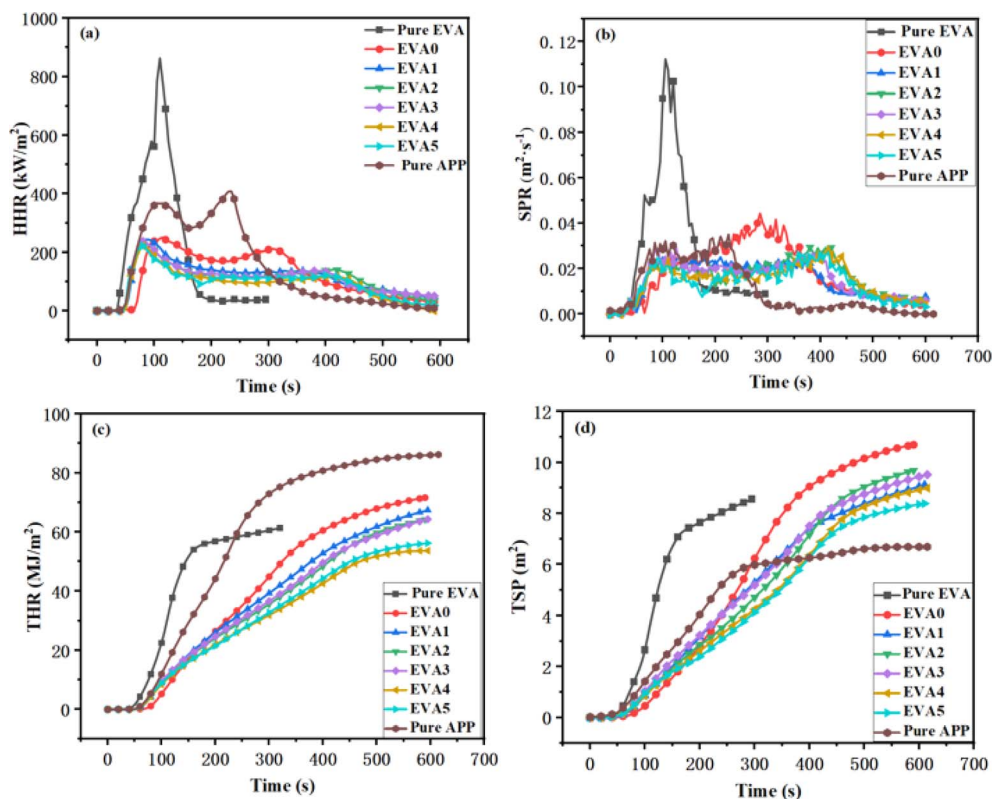 (a)
HHR (kW/m²)
1000
800
600
400
200
0
0 100 200 300 400 500 600
Time (s)
Pure EVA
EVA0
EVA1
EVA2
EVA3
EVA4
EVA5
Pure APP
(b)
SPR (m²·s⁻¹)
0.12
0.10
0.08
0.06
0.04
0.02
0.00
0 100 200 300 400 500 600 700
Time (s)
Pure EVA
EVA0
EVA1
EVA2
EVA3
EVA4
EVA5
Pure APP
(c)
THR (MJ/m²)
100
80
60
40
20
0
0 100 200 300 400 500 600 700
Time (s)
Pure EVA
EVA0
EVA1
EVA2
EVA3
EVA4
EVA5
Pure APP
(d)
TSP (m²)
12
10
8
6
4
2
0
0 100 200 300 400 500 600 700
Time (s)
Pure EVA
EVA0
EVA1
EVA2
EVA3
EVA4
EVA5
Pure APP